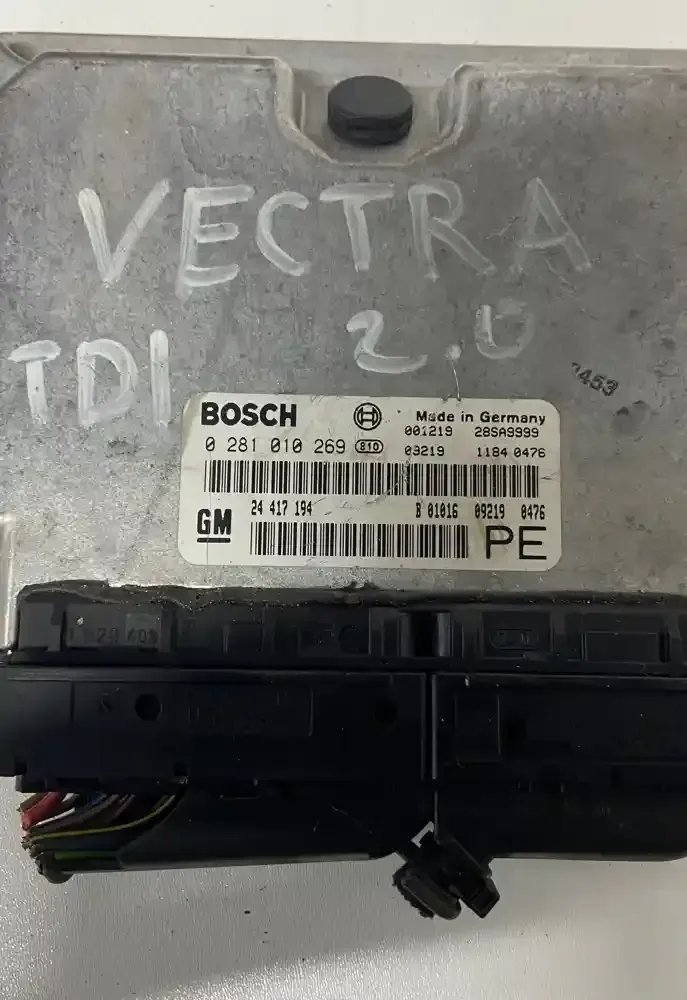 VECTRA
TDI 2.0
BOSCH Made in Germany
001219 28SA9999
0 281 010 269 810 03219 1184 0476
24 417 194 B 01016 09219 0476
GM PE